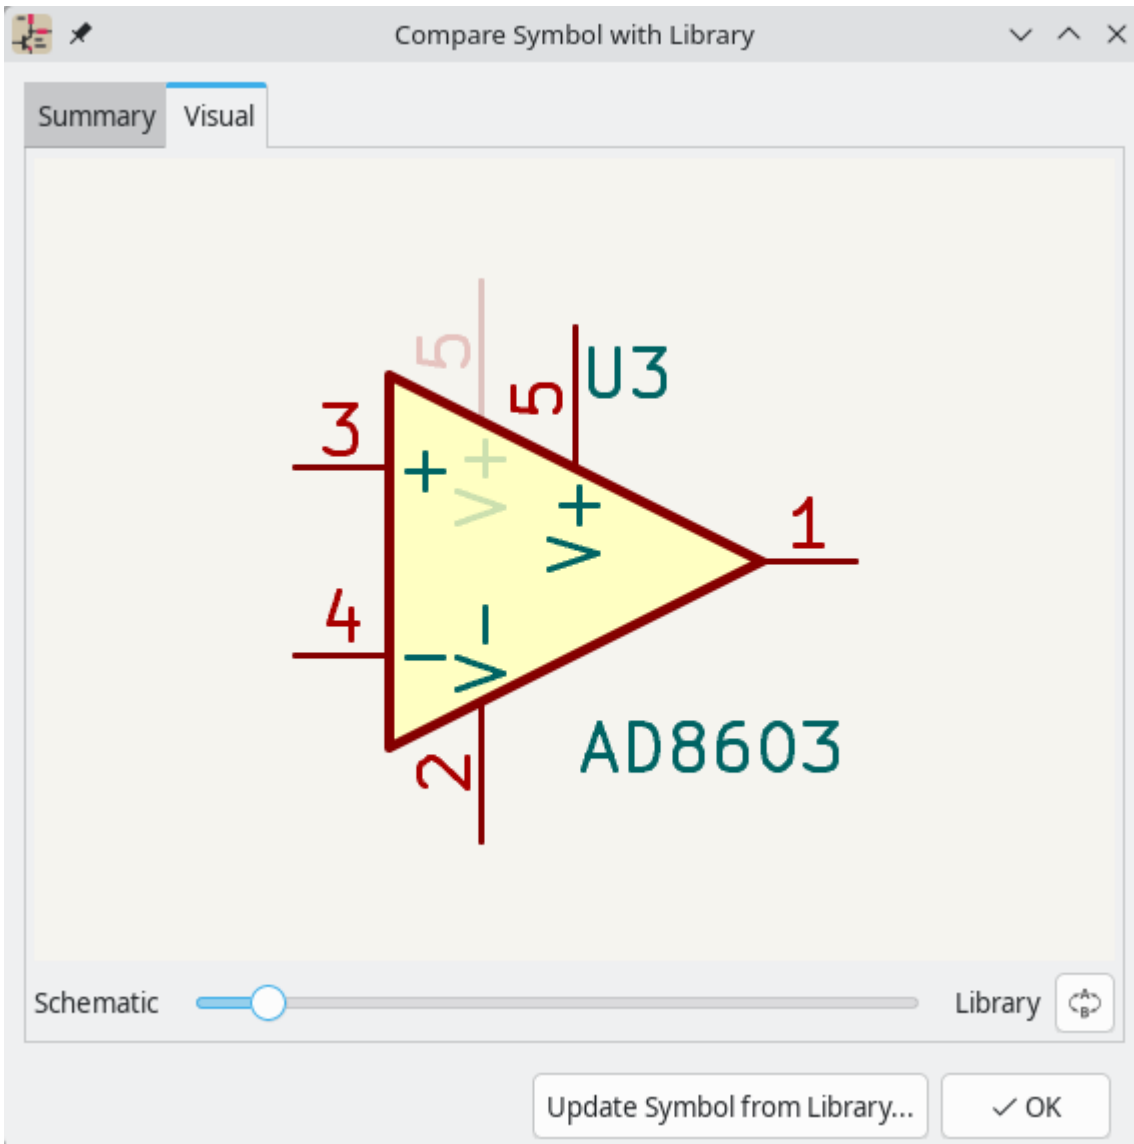 Compare Symbol with Library
Summary Visual
5
5 U3
3
+ V+
V+
1
4
V-
−
2
AD8603
Schematic Library
A
B
Update Symbol from Library... OK